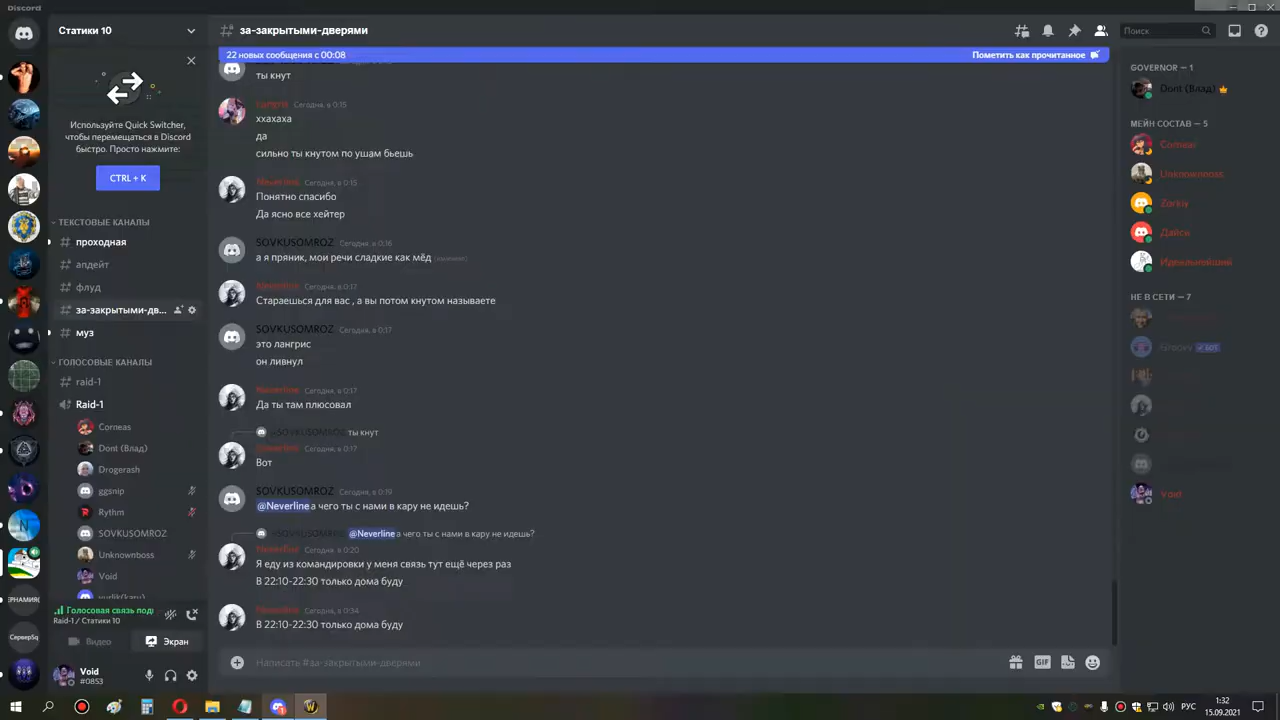 Discord
Статики 10
за-закрытыми-дверями
Поиск
22 новых сообщения с 00:08
Пометить как прочитанное
Используйте Quick Switcher,
чтобы перемещаться в Discord
быстро. Просто нажмите:
CTRL + K
ТЕКСТОВЫЕ КАНАЛЫ
проходная
апдейт
флуд
за-закрытыми-дв...
муз
ГОЛОСОВЫЕ КАНАЛЫ
raid-1
Raid-1
Corneas
Dont (Влад)
Drogerash
ggsnip
Rythm
SOVKUSOMROZ
Unknownboss
Void
yurlik(кару)
Голосовая связь под
Raid-1 / Статики 10
Видео
Экран
Void
#0853
ты кнут
Сегодня, в 0:15
ххахаха
да
сильно ты кнутом по ушам бьешь
Neverline Сегодня, в 0:15
Понятно спасибо
Да ясно все хейтер
SOVKUSOMROZ Сегодня, в 0:16
а я пряник, мои речи сладкие как мёд (изменено)
Neverline Сегодня, в 0:17
Стараешься для вас , а вы потом кнутом называете
SOVKUSOMROZ Сегодня, в 0:17
это лангрис
он ливнул
Neverline Сегодня, в 0:17
Да ты там плюсовал
@SOVKUSOMROZ ты кнут
Neverline Сегодня, в 0:17
Вот
SOVKUSOMROZ Сегодня, в 0:19
@Neverline а чего ты с нами в кару не идешь?
@SOVKUSOMROZ @Neverline а чего ты с нами в кару не идешь?
Neverline Сегодня, в 0:20
Я еду из командировки у меня связь тут ещё через раз
В 22:10-22:30 только дома буду
Neverline Сегодня, в 0:34
В 22:10-22:30 только дома буду
Написать #за-закрытыми-дверями
GIF
GOVERNOR — 1
Dont (Влад)
МЕЙН СОСТАВ — 5
Corneas
Unknownboss
Zorkiy
Дайси
Идеальнейший
НЕ В СЕТИ — 7
Groovy
БОТ
Void
РУС
1:32
15.09.2021